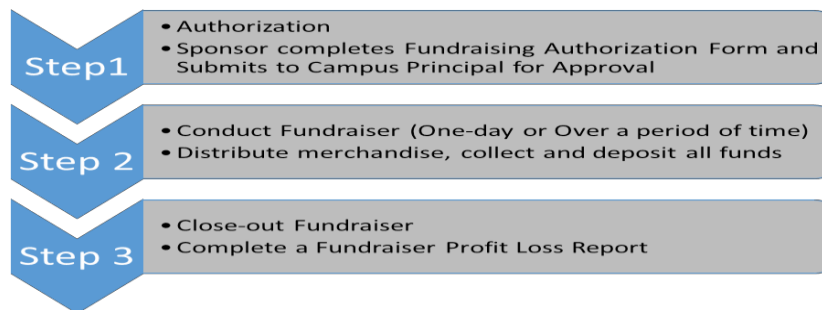 Step1
• Authorization
• Sponsor completes Fundraising Authorization Form and
Submits to Campus Principal for Approval
Step 2
• Conduct Fundraiser (One-day or Over a period of time)
• Distribute merchandise, collect and deposit all funds
Step 3
• Close-out Fundraiser
• Complete a Fundraiser Profit Loss Report